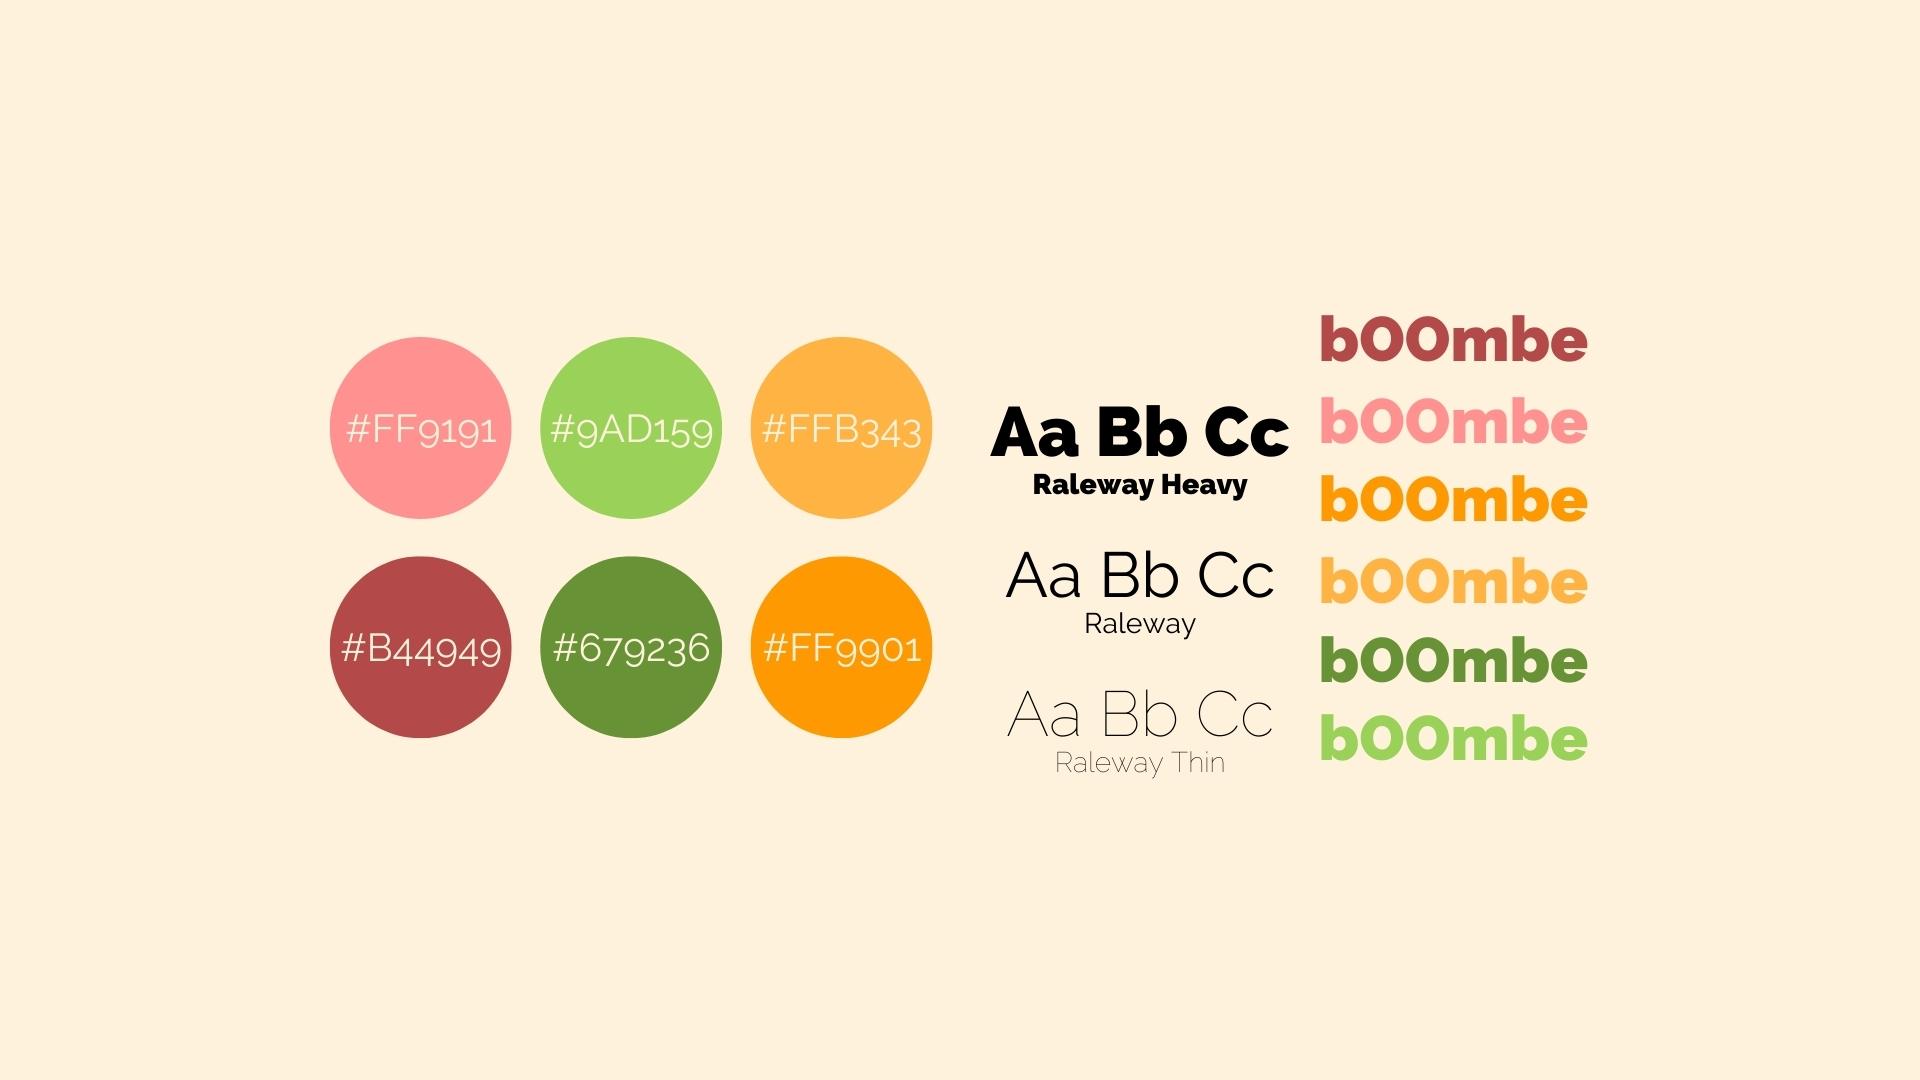 #FF9191 #9AD159 #FFB343
#B44949 #679236 #FF9901
Aa Bb Cc
Raleway Heavy
Aa Bb Cc
Raleway
Aa Bb Cc
Raleway Thin
bOOmbe
bOOmbe
bOOmbe
bOOmbe
bOOmbe
bOOmbe